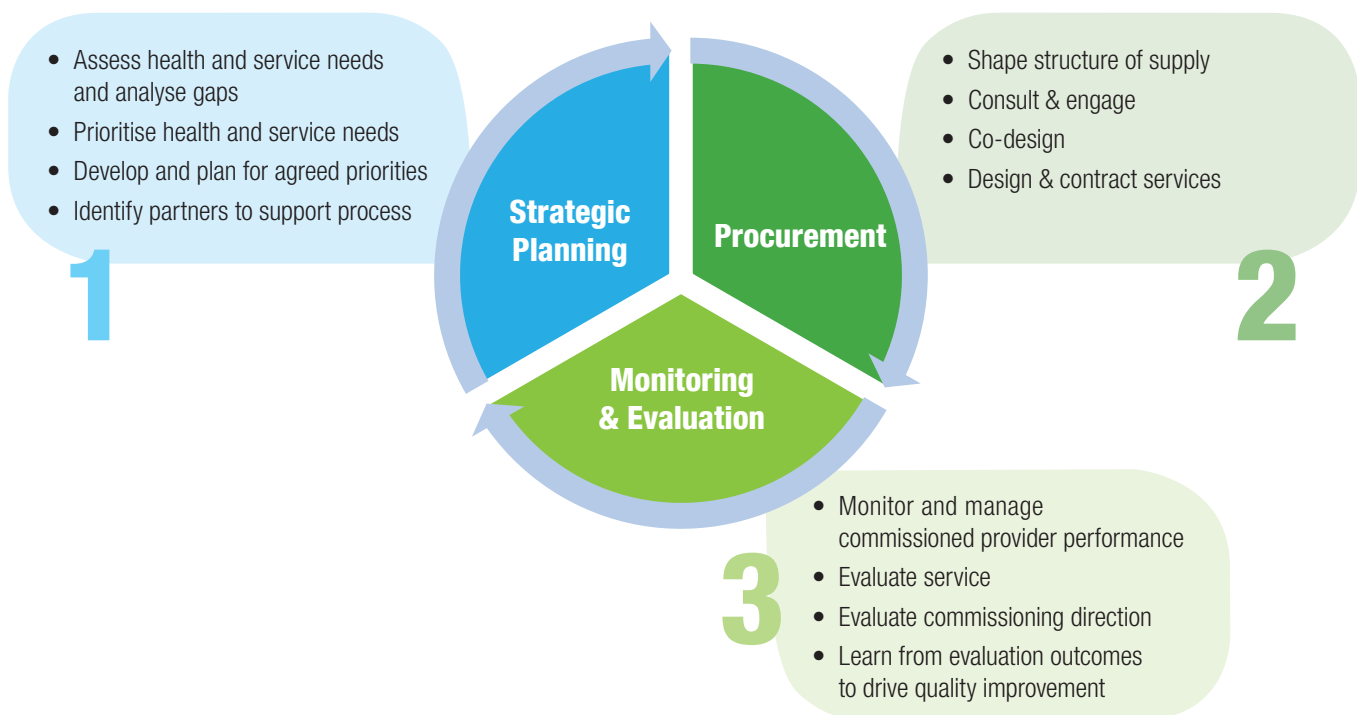 • Assess health and service needs
and analyse gaps
• Prioritise health and service needs
• Develop and plan for agreed priorities
• Identify partners to support process
1
Strategic
Planning
Procurement
• Shape structure of supply
• Consult & engage
• Co-design
• Design & contract services
2
Monitoring
& Evaluation
3
• Monitor and manage
commissioned provider performance
• Evaluate service
• Evaluate commissioning direction
• Learn from evaluation outcomes
to drive quality improvement